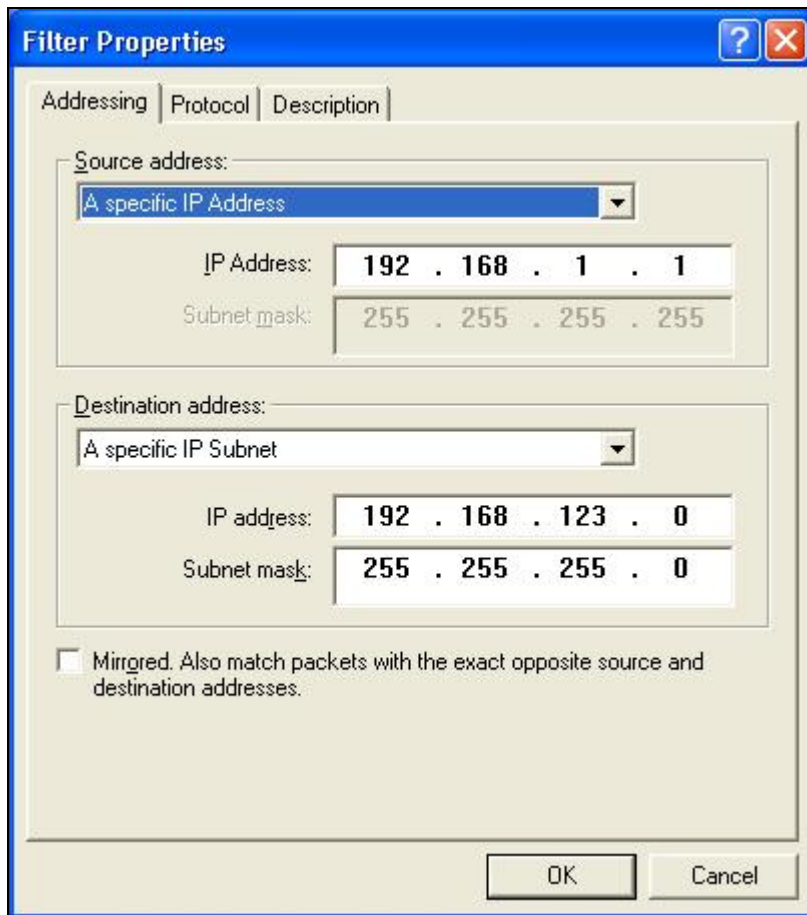 Filter Properties
Addressing Protocol Description
Source address:
A specific IP Address
IP Address: 192 . 168 . 1 . 1
Subnet mask: 255 . 255 . 255 . 255
Destination address:
A specific IP Subnet
IP address: 192 . 168 . 123 . 0
Subnet mask: 255 . 255 . 255 . 0
Mirrored. Also match packets with the exact opposite source and
destination addresses.
OK Cancel